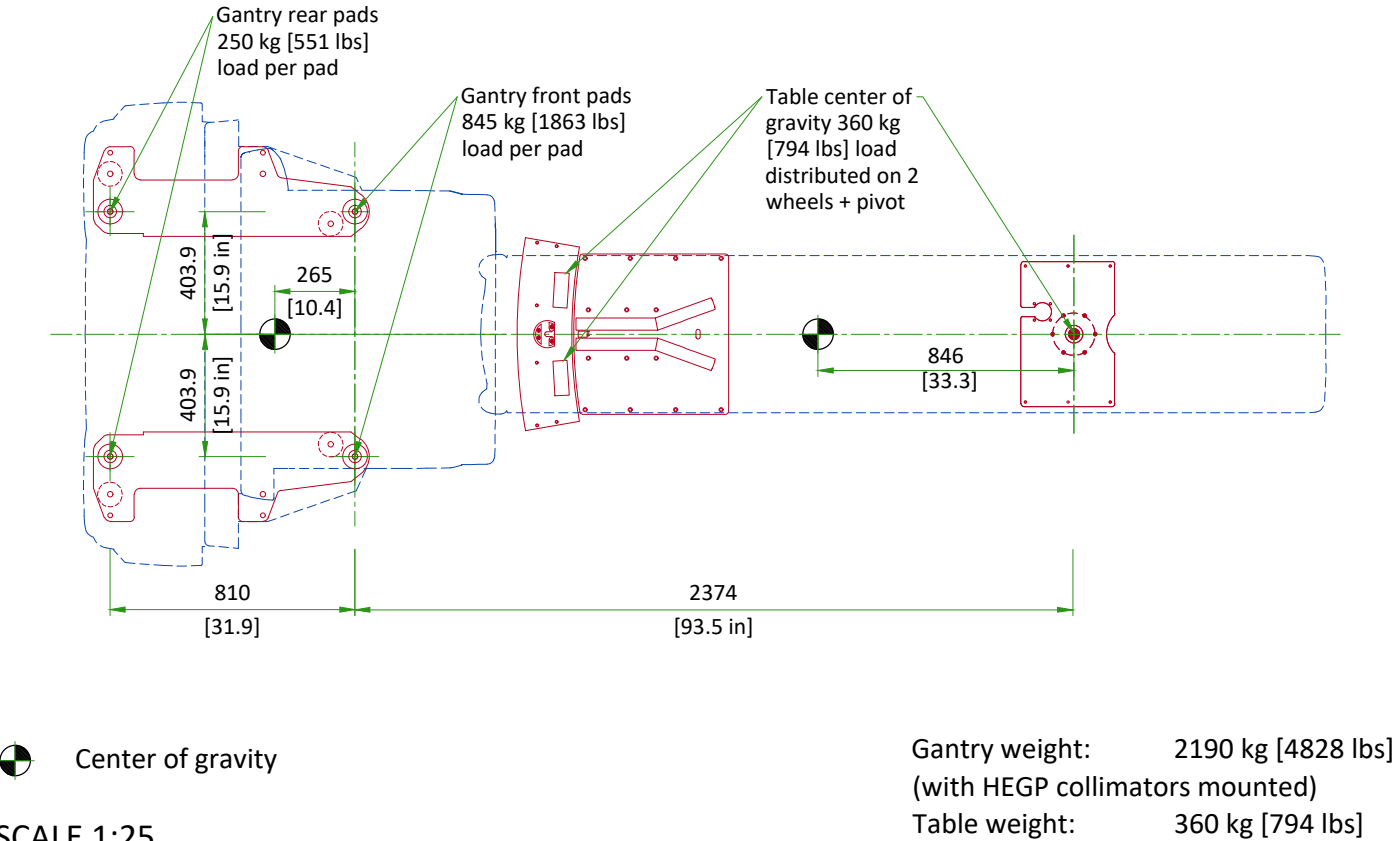 Gantry rear pads
250 kg [551 lbs]
load per pad
Gantry front pads
845 kg [1863 lbs]
load per pad
Table center of
gravity 360 kg
[794 lbs] load
distributed on 2
wheels + pivot
403.9
[15.9 in]
265
[10.4]
403.9
[15.9 in]
846
[33.3]
810
[31.9]
2374
[93.5 in]
Center of gravity
Gantry weight: 2190 kg [4828 lbs]
(with HEGP collimators mounted)
Table weight: 360 kg [794 lbs]
SCALE 1:25